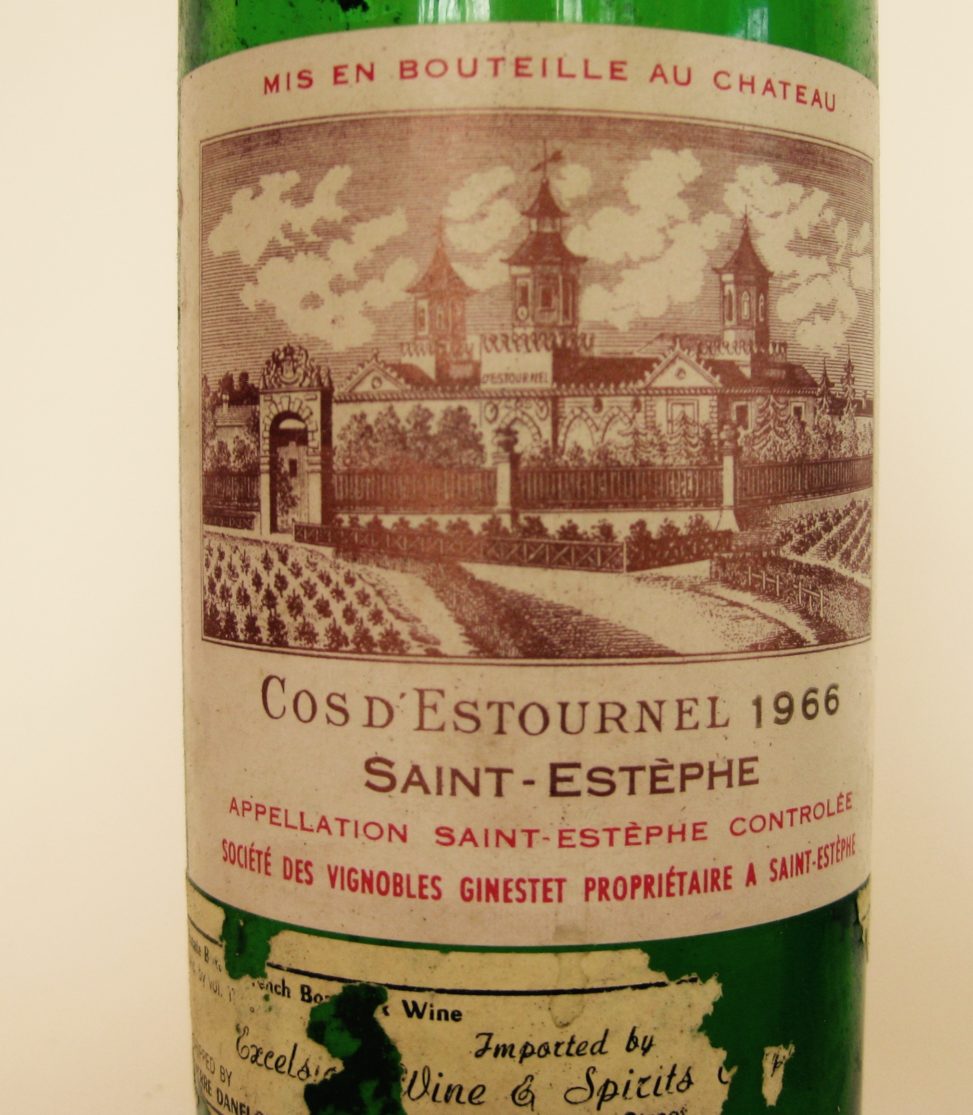 MIS EN BOUTEILLE AU CHATEAU
D'ESTOURNEL
COS D'ESTOURNEL 1966
SAINT-ESTÈPHE
APPELLATION SAINT-ESTÈPHE CONTROLÉE
SOCIÉTÉ DES VIGNOBLES GINESTET PROPRIÉTAIRE A SAINT-ESTÈPHE
Wine
Imported by
Wine & Spirits
BY